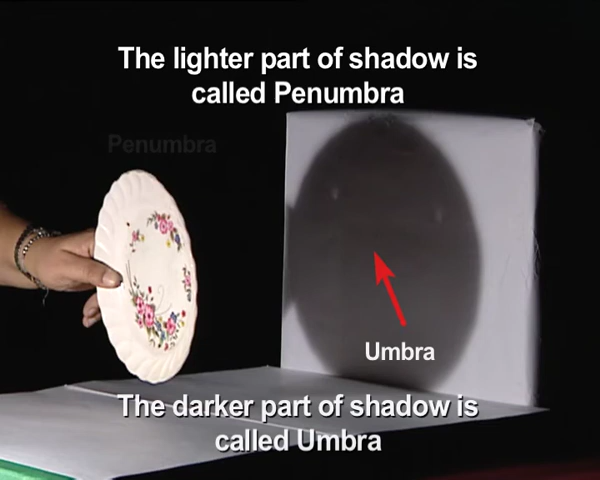 The lighter part of shadow is
called Penumbra
Penumbra
Umbra
The darker part of shadow is
called Umbra